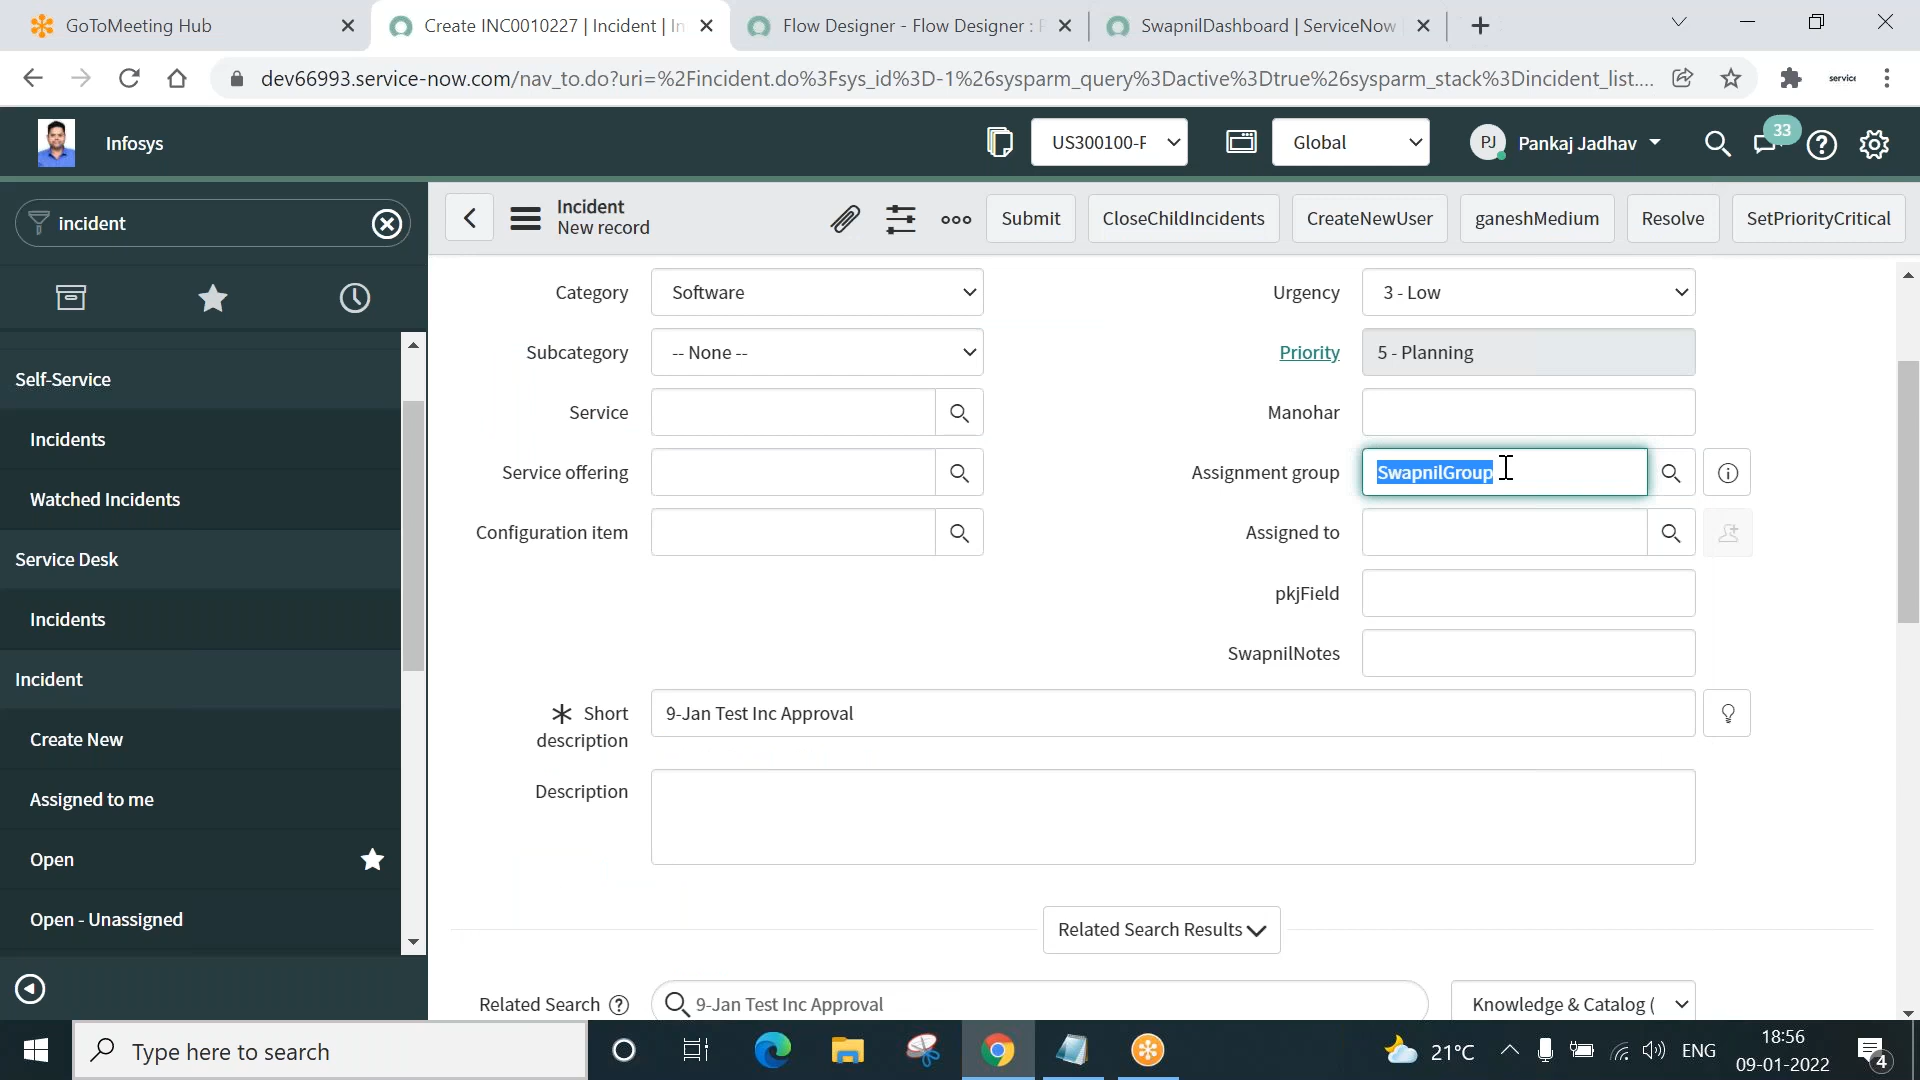 GoToMeeting Hub
Create INC0010227 | Incident | In
Flow Designer - Flow Designer :
SwapnilDashboard | ServiceNow
dev66993.service-now.com/nav_to.do?uri=%2Fincident.do%3Fsys_id%3D-1%26sysparm_query%3Dactive%3Dtrue%26sysparm_stack%3Dincident_list....
service
Infosys
US300100-F
Global
PJ
Pankaj Jadhav
33
incident
Incident
New record
Submit
CloseChildIncidents
CreateNewUser
ganeshMedium
Resolve
SetPriorityCritical
Self-Service
Incidents
Watched Incidents
Service Desk
Incidents
Incident
Create New
Assigned to me
Open
Open - Unassigned
Category
Software
Urgency
3 - Low
Subcategory
-- None --
Priority
5 - Planning
Service
Manohar
Service offering
Assignment group
SwapnilGroup
Configuration item
Assigned to
pkjField
SwapnilNotes
Short description
9-Jan Test Inc Approval
Description
Related Search Results
Related Search
9-Jan Test Inc Approval
Knowledge & Catalog (
Type here to search
21°C
ENG
18:56
09-01-2022
4